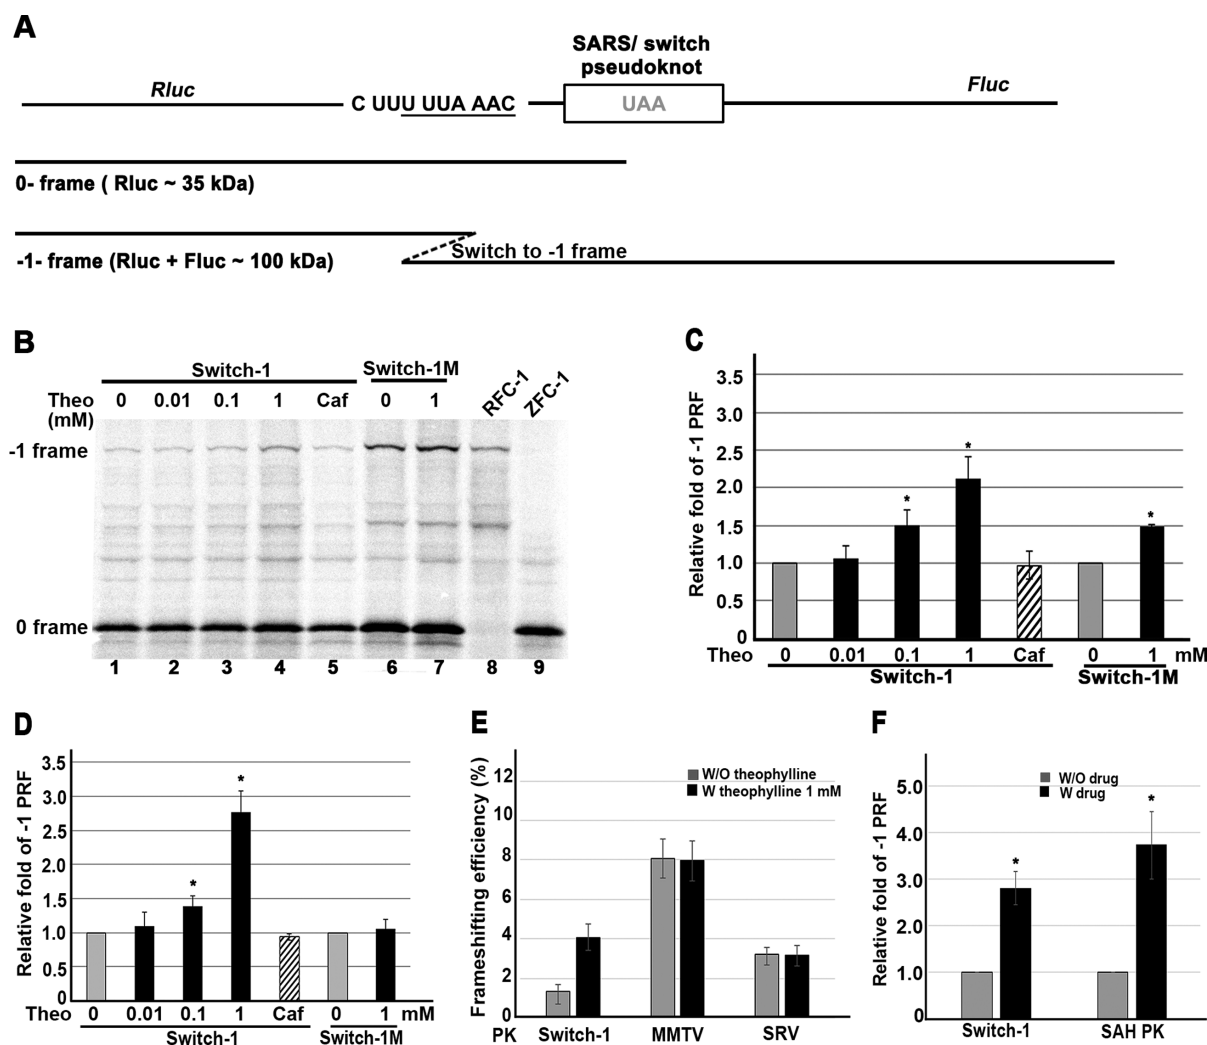 A
SARS/ switch
pseudoknot
Rluc
C UUU UUA AAC
UAA
Fluc
0- frame ( Rluc ~ 35 kDa)
Switch to -1 frame
-1- frame (Rluc + Fluc ~ 100 kDa)
B
Switch-1
Switch-1M
RFC-1
ZFC-1
Theo
(mM)
0 0.01 0.1 1 Caf 0 1
-1 frame
0 frame
1 2 3 4 5 6 7 8 9
C
Relative fold of -1 PRF
3.5
3.0
2.5
2.0
1.5
1.0
0.5
0
*
*
*
Theo 0 0.01 0.1 1 Caf 0 1 mM
Switch-1 Switch-1M
D
Relative fold of -1 PRF
3.5
3.0
2.5
2.0
1.5
1.0
0.5
0
*
*
Theo 0 0.01 0.1 1 Caf 0 1 mM
Switch-1 Switch-1M
E
Frameshifting efficiency (%)
12
10
8
6
4
2
0
W/O theophylline
W theophylline 1 mM
PK Switch-1 MMTV SRV
F
Relative fold of -1 PRF
5.0
4.0
3.0
2.0
1.0
0
W/O drug
W drug
*
*
Switch-1 SAH PK